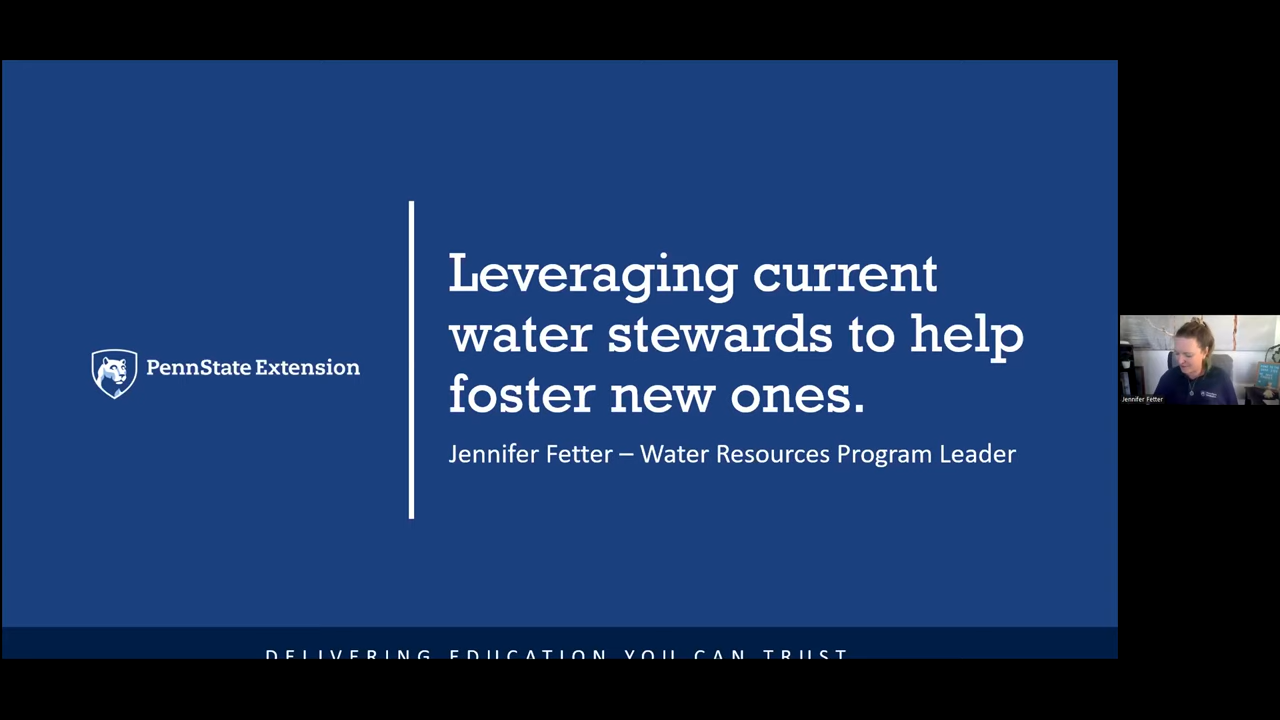 Leveraging current
water stewards to help
foster new ones.
PennState Extension
Jennifer Fetter – Water Resources Program Leader
Jennifer Fetter
DELIVERING EDUCATION YOU CAN TRUST